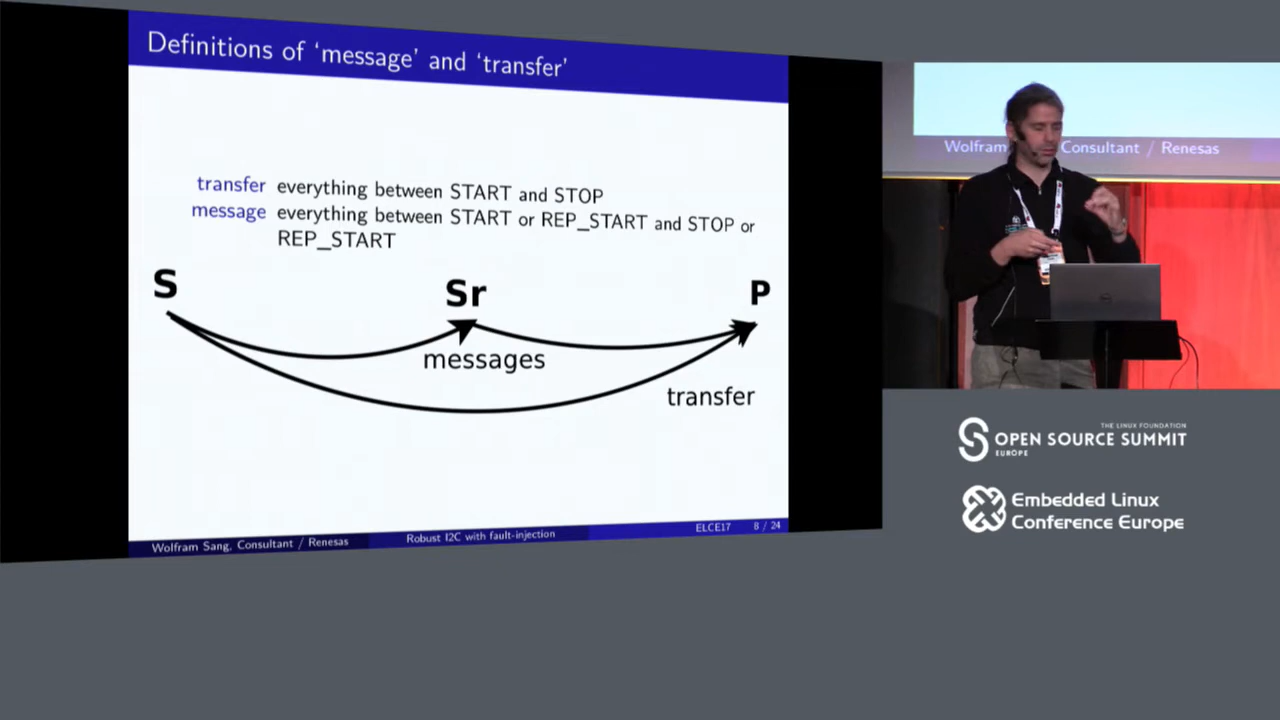 Definitions of ‘message’ and ‘transfer’
transfer everything between START and STOP
message everything between START or REP_START and STOP or
REP_START
S
Sr
P
messages
transfer
Wolfram Sang, Consultant / Renesas
Robust I2C with fault-injection
ELCE17
8 / 24
Wolfram
Consultant / Renesas
THE LINUX FOUNDATION
OPEN SOURCE SUMMIT
EUROPE
Embedded Linux
Conference Europe